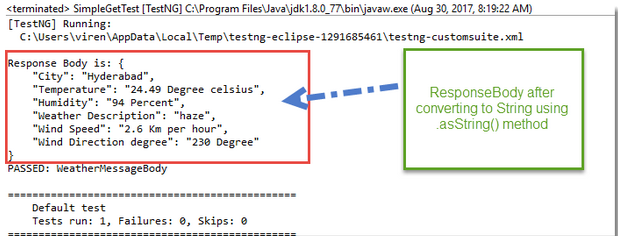 <terminated> SimpleGetTest [TestNG] C:\Program Files\Java\jdk1.8.0_77\bin\javaw.exe (Aug 30, 2017, 8:19:22 AM)
[TestNG] Running:
  C:\Users\viren\AppData\Local\Temp\testng-eclipse-1291685461\testng-customsuite.xml
Response Body is: {
    "City": "Hyderabad",
    "Temperature": "24.49 Degree celsius",
    "Humidity": "94 Percent",
    "Weather Description": "haze",
    "Wind Speed": "2.6 Km per hour",
    "Wind Direction degree": "230 Degree"
}
ResponseBody after
converting to String using
.asString() method
PASSED: WeatherMessageBody
===============================================
    Default test
    Tests run: 1, Failures: 0, Skips: 0
===============================================